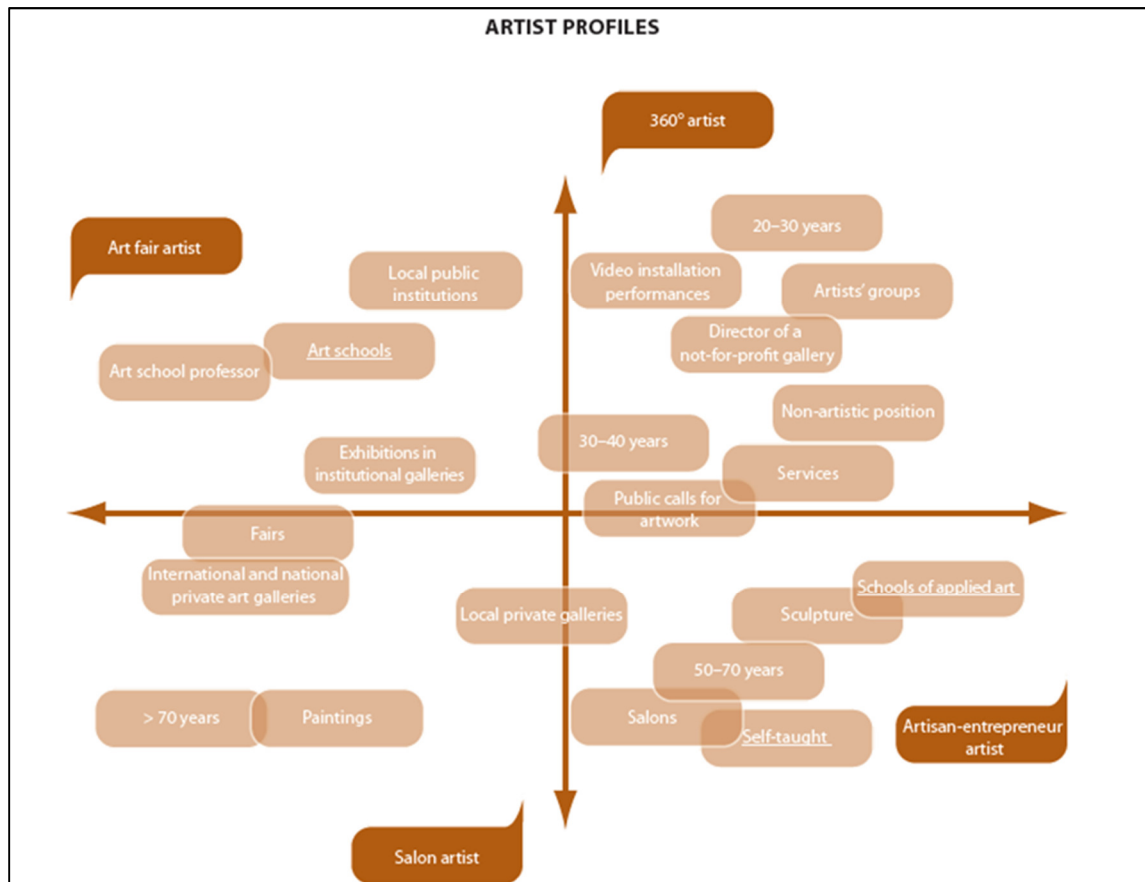 ARTIST PROFILES
360° artist
20–30 years
Art fair artist
Local public
institutions
Video installation
performances
Artists' groups
Art schools
Director of a
not-for-profit gallery
Art school professor
Non-artistic position
30–40 years
Exhibitions in
institutional galleries
Services
Public calls for
artwork
Fairs
International and national
private art galleries
Schools of applied art
Local private galleries
Sculpture
50–70 years
> 70 years
Paintings
Salons
Self-taught
Artisan-entrepreneur
artist
Salon artist